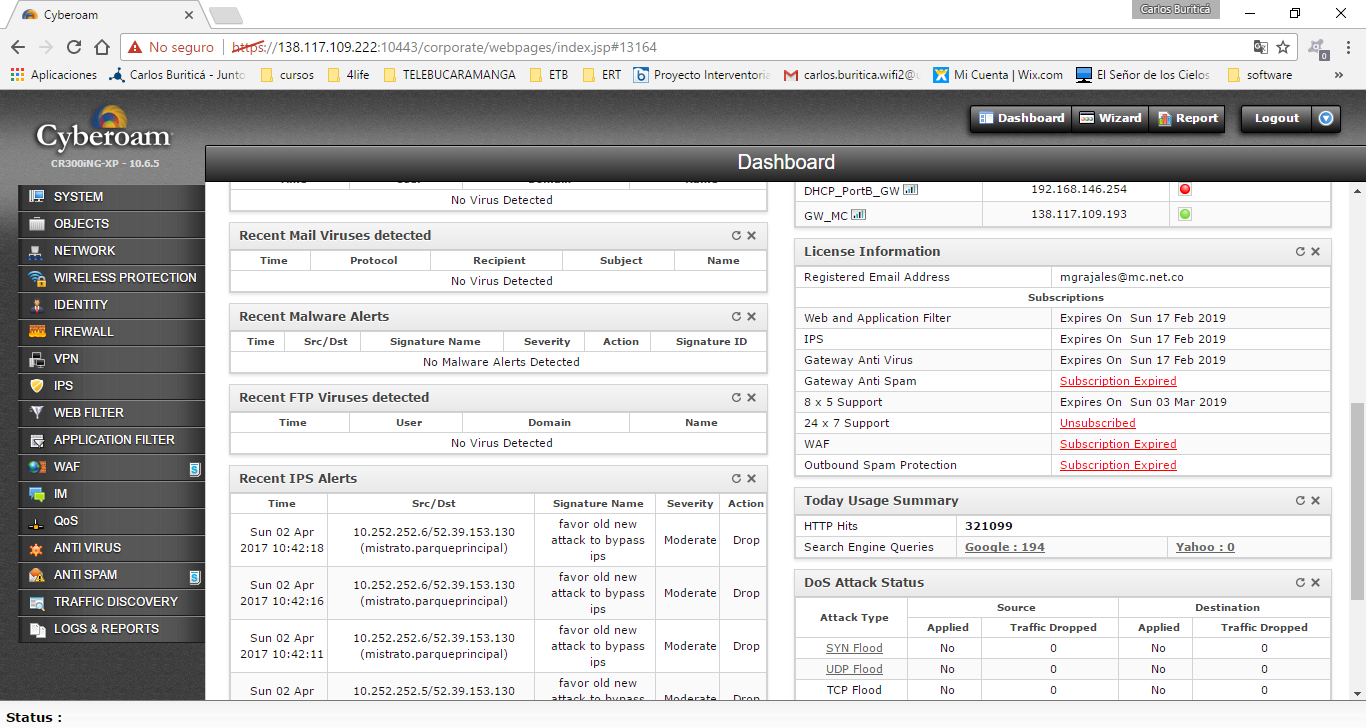 Cyberoam
Carlos Buriticá
No seguro https://138.117.109.222:10443/corporate/webpages/index.jsp#13164
0
Aplicaciones Carlos Buriticá - Junto cursos 4life TELEBUCARAMANGA ETB ERT Proyecto Interventoria carlos.buritica.wifi2@ Mi Cuenta | Wix.com El Señor de los Cielos software »
Cyberoam
CR300iNG-XP - 10.6.5
Dashboard Wizard Report Logout
Dashboard
SYSTEM
OBJECTS
NETWORK
WIRELESS PROTECTION
IDENTITY
FIREWALL
VPN
IPS
WEB FILTER
APPLICATION FILTER
WAF
IM
QoS
ANTI VIRUS
ANTI SPAM
TRAFFIC DISCOVERY
LOGS & REPORTS
No Virus Detected
Recent Mail Viruses detected
Time Protocol Recipient Subject Name
No Virus Detected
Recent Malware Alerts
Time Src/Dst Signature Name Severity Action Signature ID
No Malware Alerts Detected
Recent FTP Viruses detected
Time User Domain Name
No Virus Detected
Recent IPS Alerts
Time Src/Dst Signature Name Severity Action
Sun 02 Apr 2017 10:42:18 10.252.252.6/52.39.153.130 (mistrato.parqueprincipal) favor old new attack to bypass ips Moderate Drop
Sun 02 Apr 2017 10:42:16 10.252.252.6/52.39.153.130 (mistrato.parqueprincipal) favor old new attack to bypass ips Moderate Drop
Sun 02 Apr 2017 10:42:11 10.252.252.6/52.39.153.130 (mistrato.parqueprincipal) favor old new attack to bypass ips Moderate Drop
Sun 02 Apr 10.252.252.5/52.39.153.130 favor old new attack to bypass Moderate Drop
DHCP_PortB_GW 192.168.146.254
GW_MC 138.117.109.193
License Information
Registered Email Address mgrajales@mc.net.co
Subscriptions
Web and Application Filter Expires On Sun 17 Feb 2019
IPS Expires On Sun 17 Feb 2019
Gateway Anti Virus Expires On Sun 17 Feb 2019
Gateway Anti Spam Subscription Expired
8 x 5 Support Expires On Sun 03 Mar 2019
24 x 7 Support Unsubscribed
WAF Subscription Expired
Outbound Spam Protection Subscription Expired
Today Usage Summary
HTTP Hits 321099
Search Engine Queries Google : 194 Yahoo : 0
DoS Attack Status
Attack Type Source Destination
Applied Traffic Dropped Applied Traffic Dropped
SYN Flood No 0 No 0
UDP Flood No 0 No 0
TCP Flood No 0 No 0
Status :